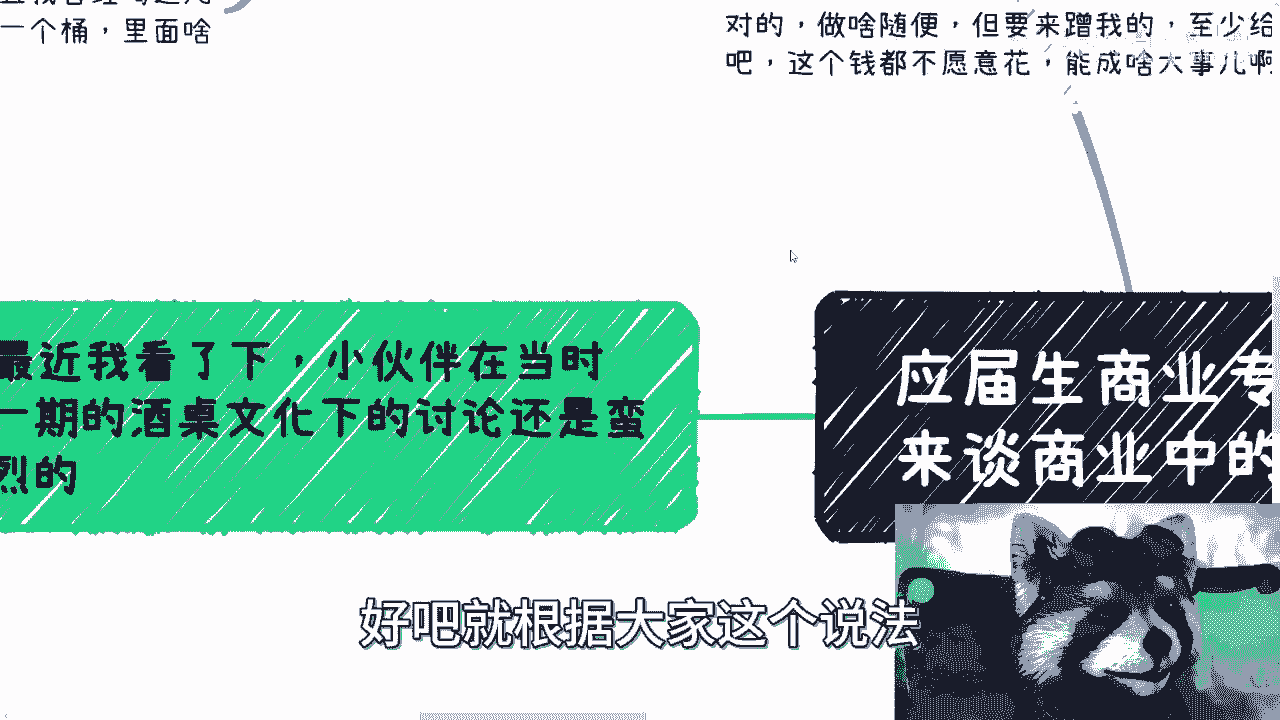 一个桶，里面啥
对的，做啥随便，但要来蹭我的，至少给
吧，这个钱都不愿意花，能成啥大事儿啊
最近我看了下，小伙伴在当时
一期的酒桌文化下的讨论还是蛮
烈的
应届生商业专
来谈商业中的
好吧就根据大家这个说法